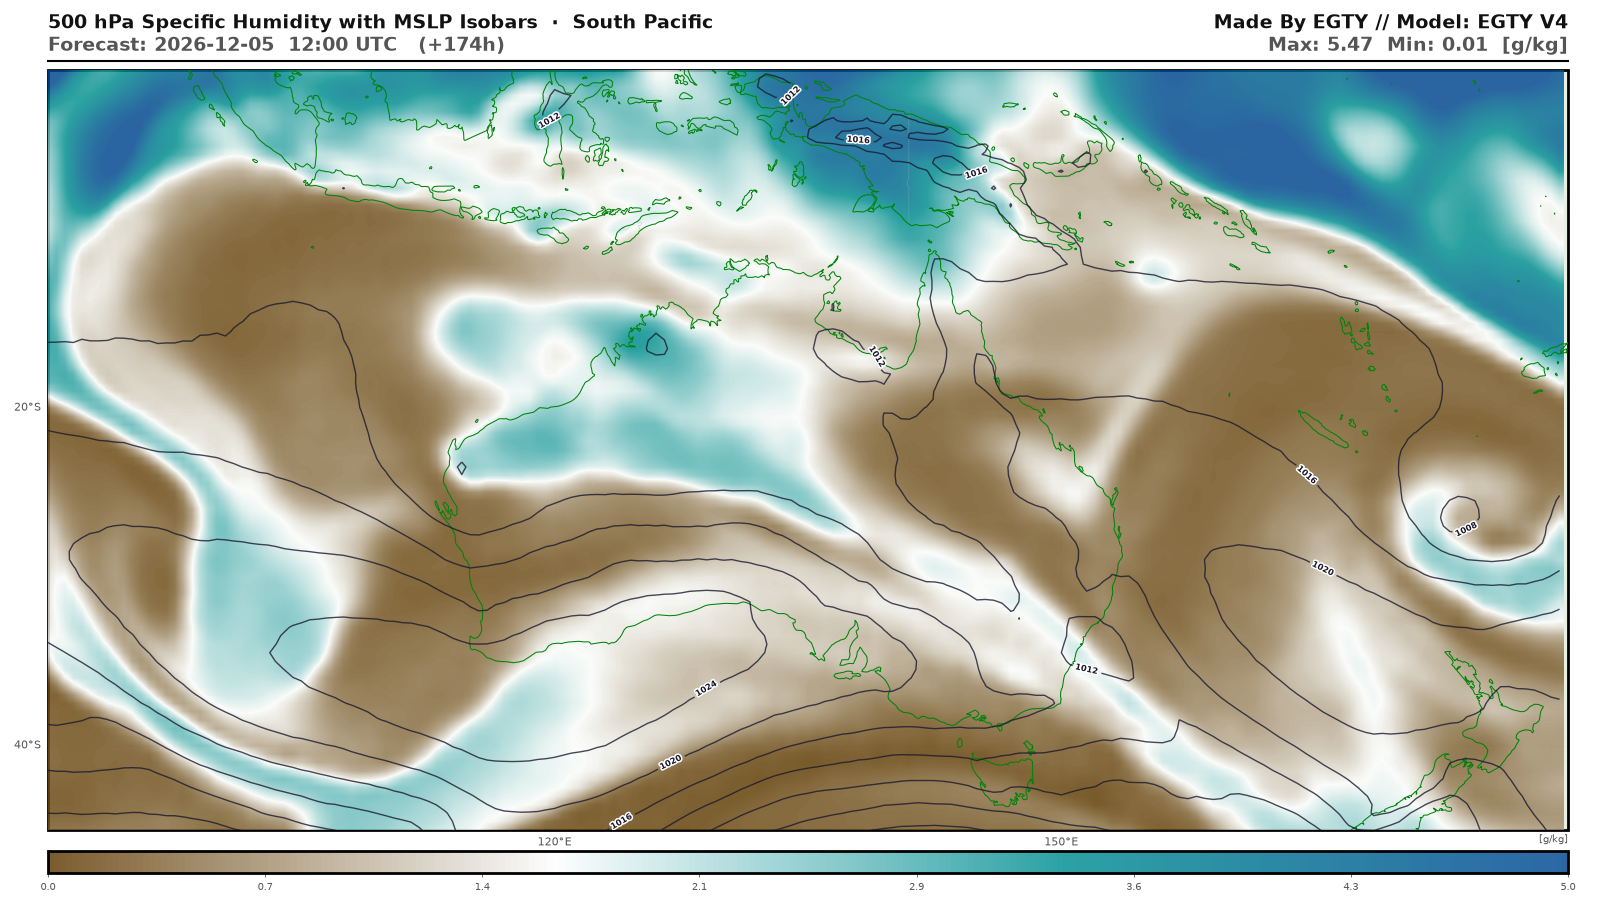 500 hPa Specific Humidity with MSLP Isobars · South Pacific
Made By EGTY // Model: EGTY V4
Forecast: 2026-12-05 12:00 UTC (+174h)
Max: 5.47 Min: 0.01 [g/kg]
1012
1012
1016
1016
1012
20°S
1016
1008
1020
1012
1024
40°S
1020
1016
120°E
150°E
[g/kg]
0.0
0.7
1.4
2.1
2.9
3.6
4.3
5.0